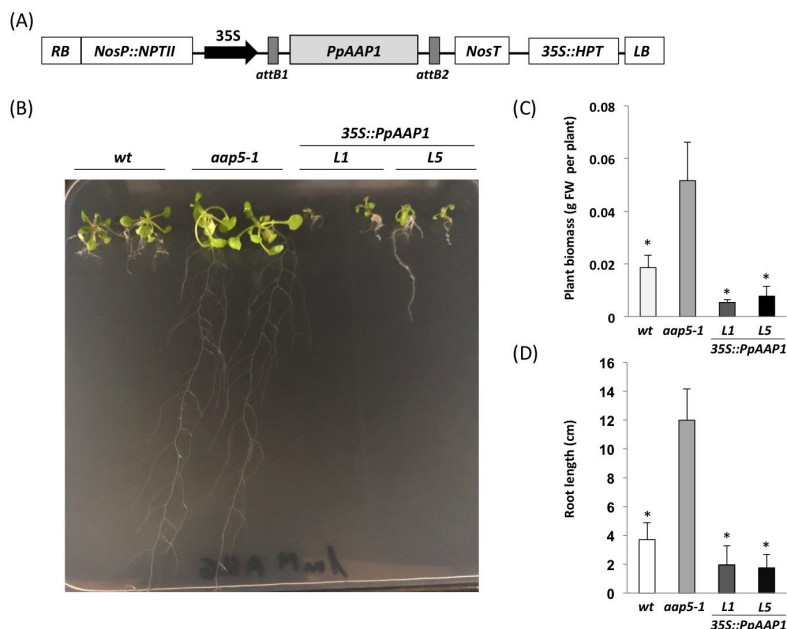 (A)
35S
RB NosP::NPTII PpAAP1 NosT 35S::HPT LB
attB1 attB2
(B)
35S::PpAAP1
wt aap5-1 L1 L5
(C)
Plant biomass (g FW per plant)
0.08
0.06
0.04
0.02
0
*
*
*
wt aap5-1 L1 L5
35S::PpAAP1
(D)
Root length (cm)
16
14
12
10
8
6
4
2
0
*
*
*
wt aap5-1 L1 L5
35S::PpAAP1